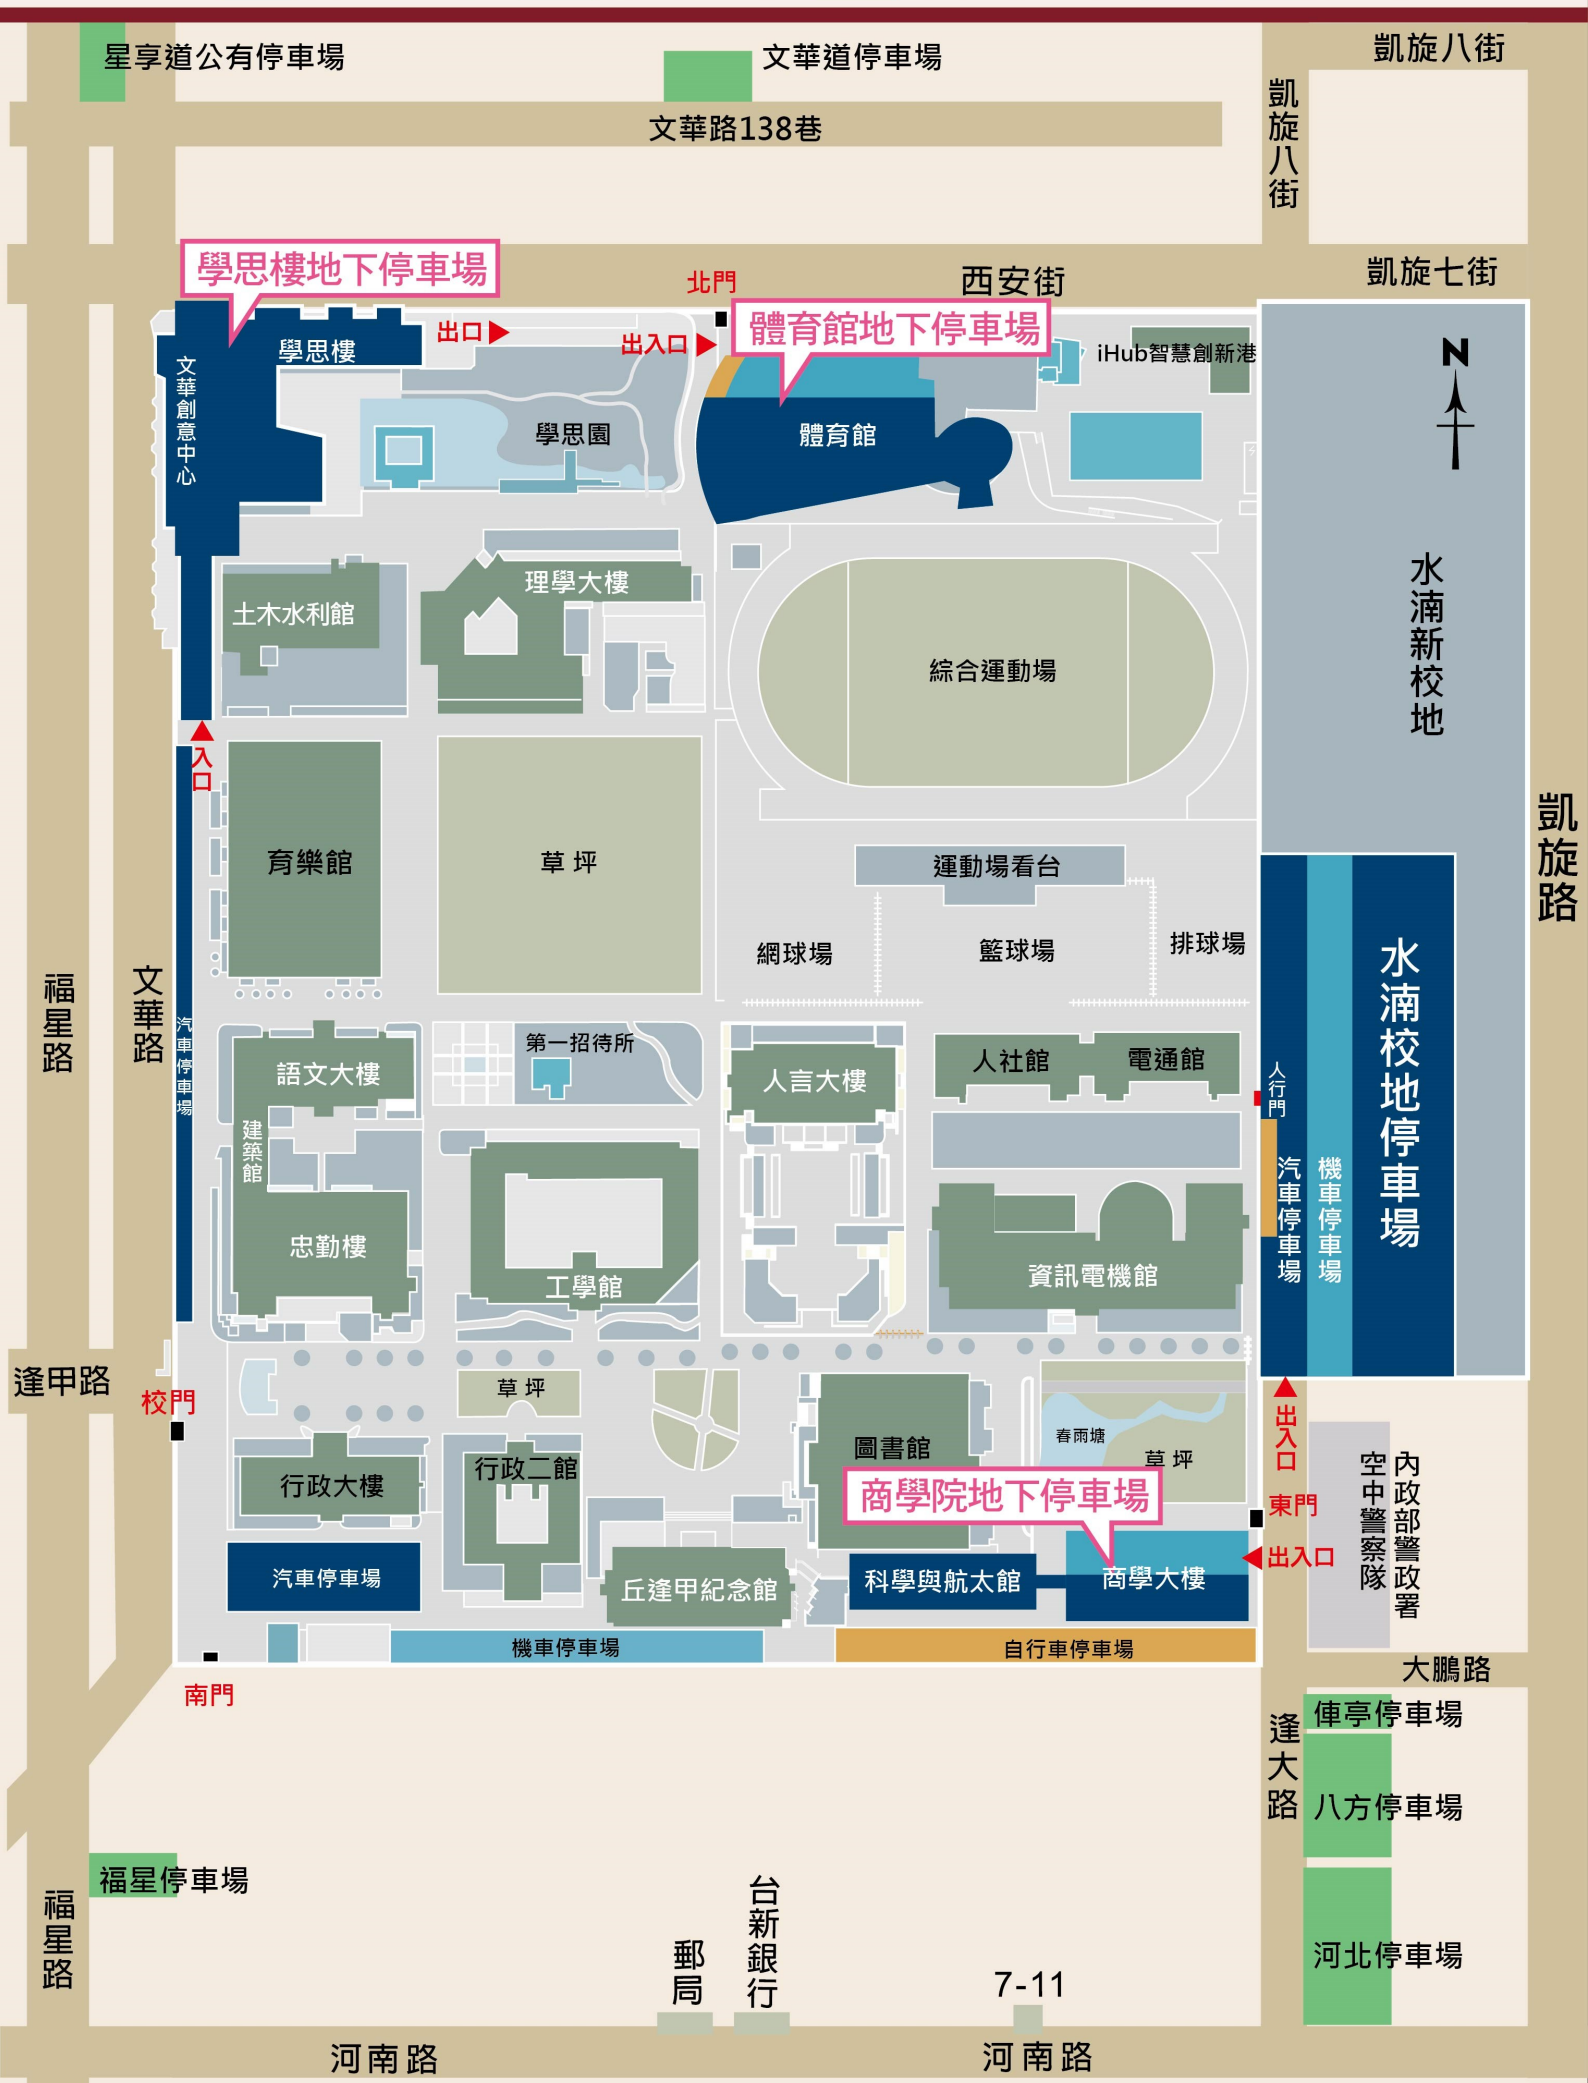 星享道公有停車場
文華道停車場
凱旋八街
文華路138巷
凱旋八街
學思樓地下停車場
北門
西安街
凱旋七街
出口
出入口
體育館地下停車場
iHub智慧創新港
N
學思樓
文華創意中心
學思園
體育館
理學大樓
土木水利館
綜合運動場
水湳新校地
入口
育樂館
草坪
運動場看台
網球場
籃球場
排球場
凱旋路
福星路
文華路
汽車停車場
水湳校地停車場
第一招待所
語文大樓
人言大樓
人社館
電通館
人行門
建築館
汽車停車場
機車停車場
忠勤樓
工學館
資訊電機館
逢甲路
校門
草坪
圖書館
春雨塘
草坪
出入口
行政大樓
行政二館
商學院地下停車場
東門
內政部警政署
空中警察隊
出入口
汽車停車場
丘逢甲紀念館
科學與航太館
商學大樓
機車停車場
自行車停車場
南門
大鵬路
俥亭停車場
逢大路
八方停車場
福星停車場
福星路
郵局
台新銀行
7-11
河北停車場
河南路
河南路